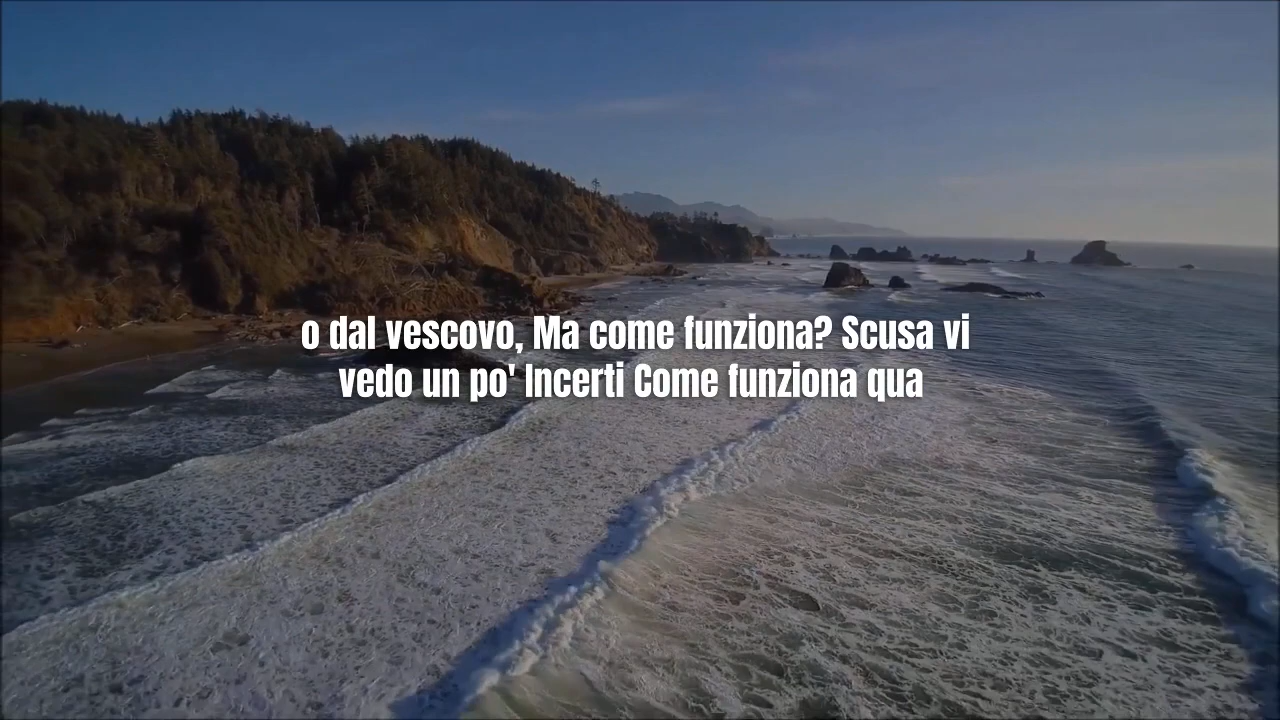 o dal vescovo, Ma come funziona? Scusa vi
vedo un po' Incerti Come funziona qua